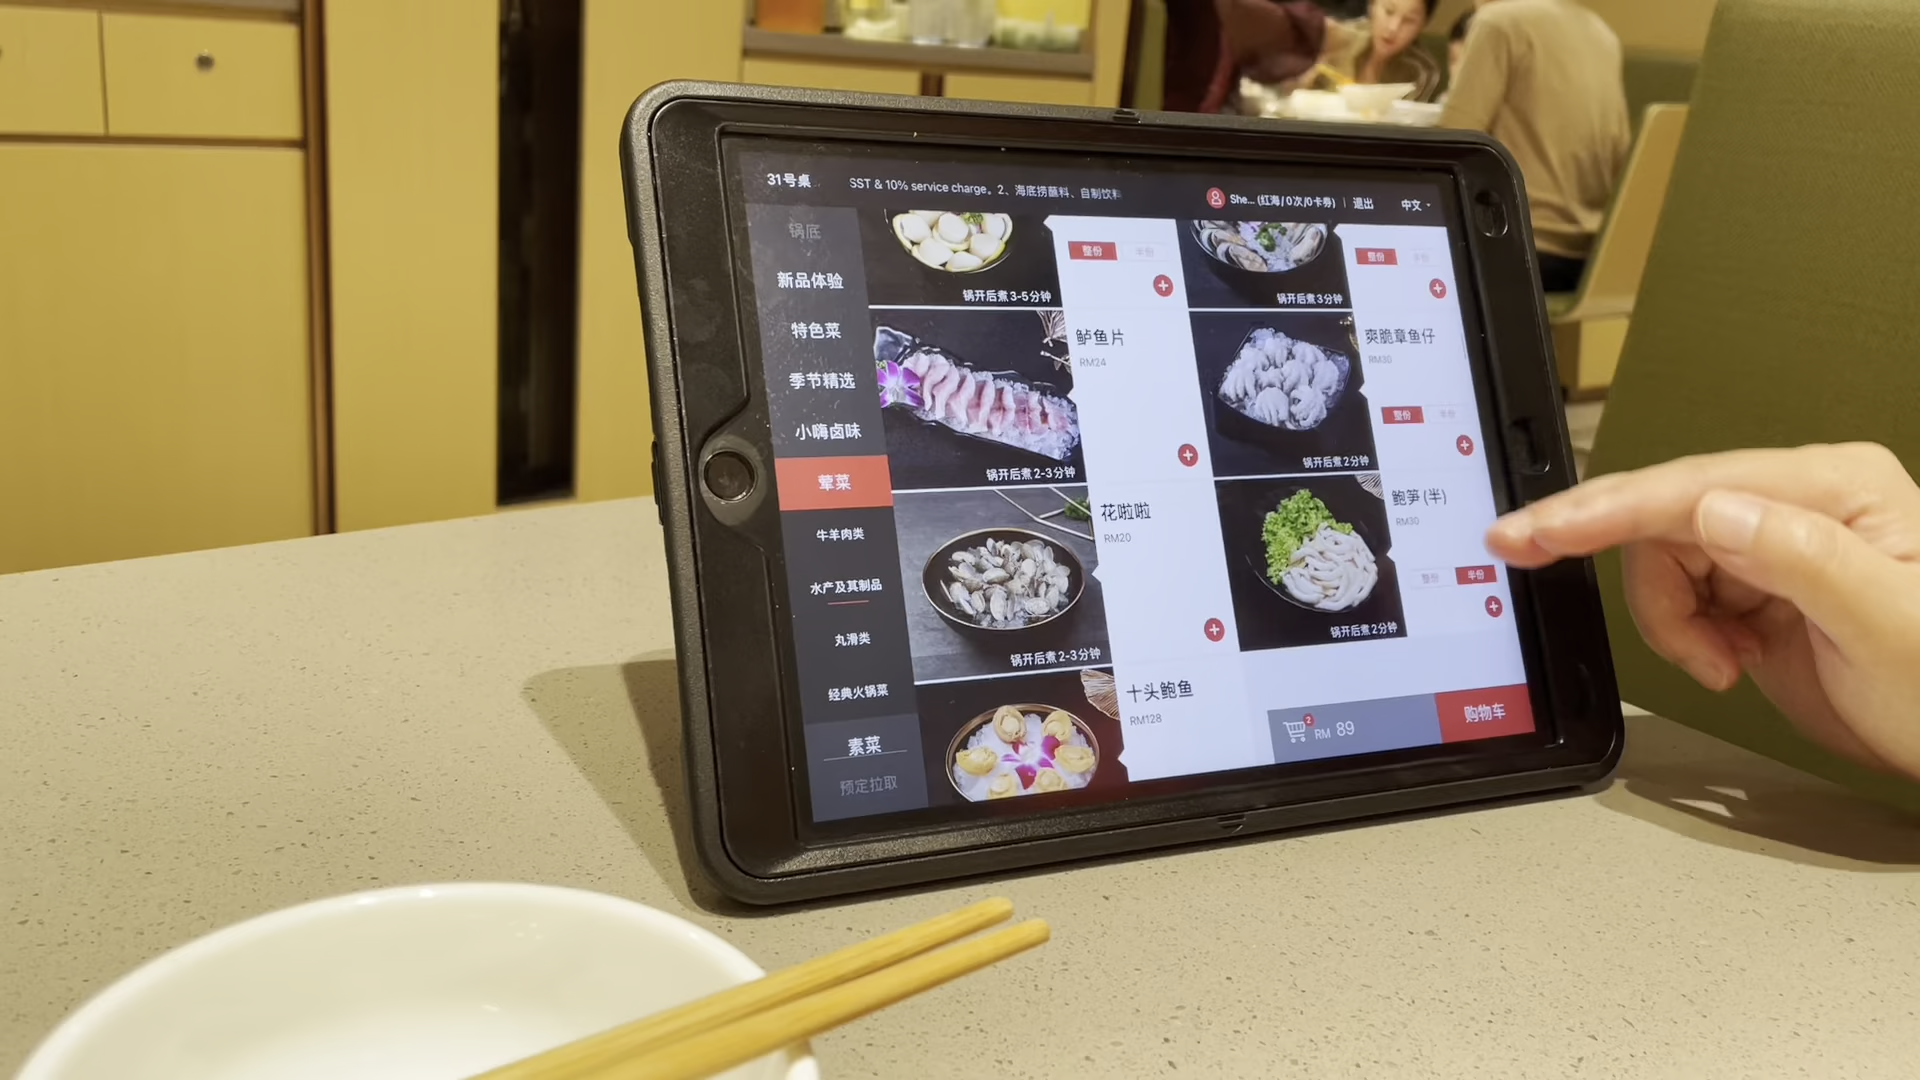 31号桌
SST & 10% service charge。2、海底捞蘸料、自制饮料
She... (红海/0次/0卡券) | 退出
中文
锅底
新品体验
特色菜
季节精选
小嗨卤味
荤菜
牛羊肉类
水产及其制品
丸滑类
经典火锅菜
素菜
预定拉取
锅开后煮3-5分钟
整份 半份
锅开后煮3分钟
整份 半份
鲈鱼片
RM24
锅开后煮2-3分钟
爽脆章鱼仔
RM30
整份 半份
锅开后煮2分钟
花啦啦
RM20
锅开后煮2-3分钟
鲍笋(半)
RM30
整份 半份
锅开后煮2分钟
十头鲍鱼
RM128
2
RM 89
购物车